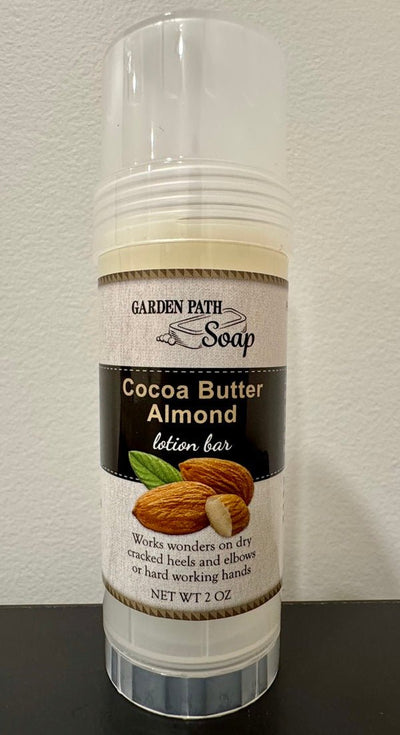 GARDEN PATH
Soap
Cocoa Butter
Almond
lotion bar
Works wonders on dry
cracked heels and elbows
or hard working hands
NET WT 2 OZ